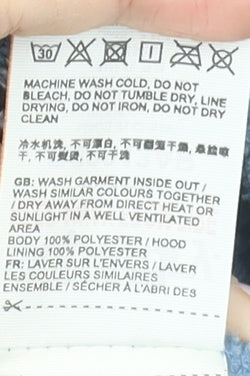 30
MACHINE WASH COLD, DO NOT
BLEACH, DO NOT TUMBLE DRY, LINE
DRYING, DO NOT IRON, DO NOT DRY
CLEAN
冷水机洗, 不可漂白, 不可翻滚干燥, 悬挂晾
干, 不可熨烫, 不可干洗
GB: WASH GARMENT INSIDE OUT /
WASH SIMILAR COLOURS TOGETHER
/ DRY AWAY FROM DIRECT HEAT OR
SUNLIGHT IN A WELL VENTILATED
AREA
BODY 100% POLYESTER / HOOD
LINING 100% POLYESTER
FR: LAVER SUR L'ENVERS / LAVER
LES COULEURS SIMILAIRES
ENSEMBLE / SÉCHER À L'ABRI DES